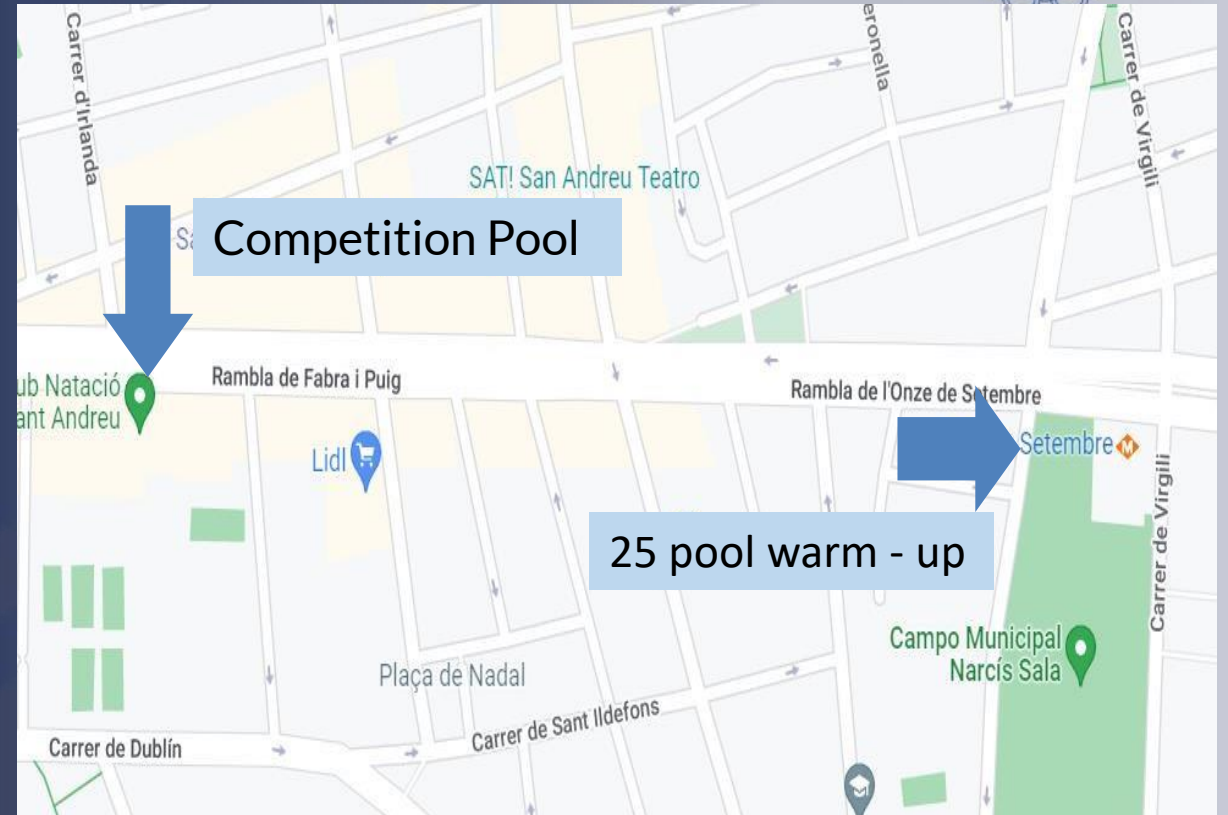 Carrer d'Irlanda
eronella
Carrer de Virgili
SAT! San Andreu Teatro
Competition Pool
Rambla de Fabra i Puig
Rambla de l'Onze de Setembre
ub Natació
ant Andreu
Lidl
Setembre
M
25 pool warm - up
Carrer de Virgili
Campo Municipal
Narcís Sala
Plaça de Nadal
Carrer de Sant Ildefons
Carrer de Dublín